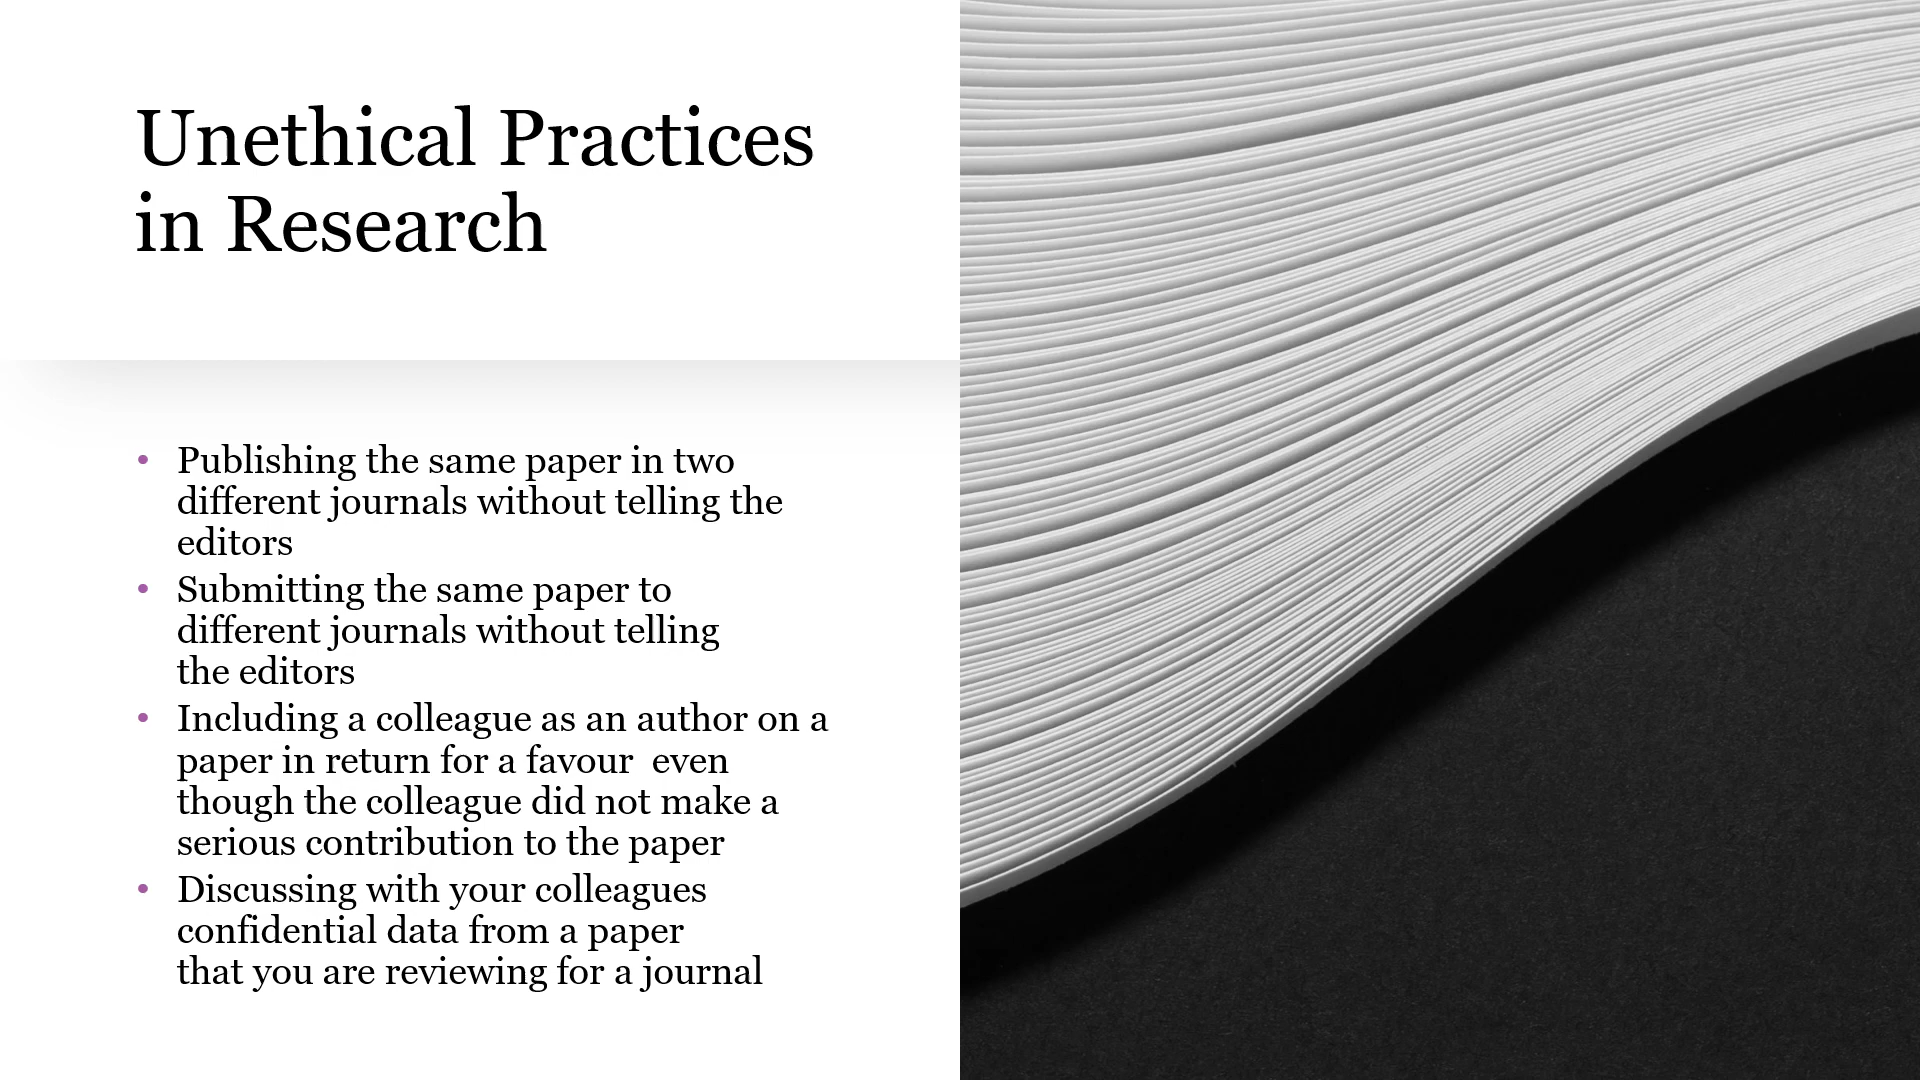 Unethical Practices
in Research
• Publishing the same paper in two
different journals without telling the
editors
• Submitting the same paper to
different journals without telling
the editors
• Including a colleague as an author on a
paper in return for a favour  even
though the colleague did not make a
serious contribution to the paper
• Discussing with your colleagues
confidential data from a paper
that you are reviewing for a journal